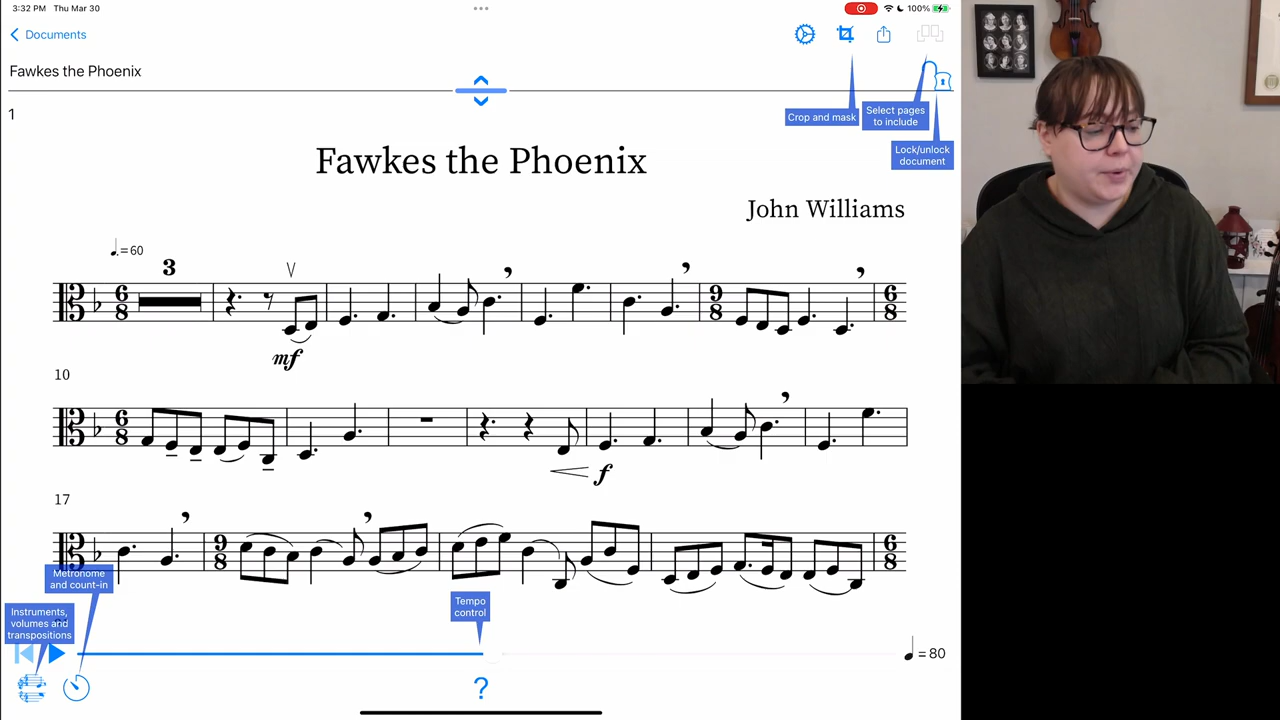 3:32 PM Thu Mar 30
100%
Documents
Fawkes the Phoenix
Crop and mask
Select pages
to include
Lock/unlock
document
1
Fawkes the Phoenix
John Williams
=60
3
6
8
9
8
6
8
mf
10
6
8
f
17
9
8
6
8
Metronome
and count-in
Instruments,
volumes and
transpositions
Tempo
control
= 80
?